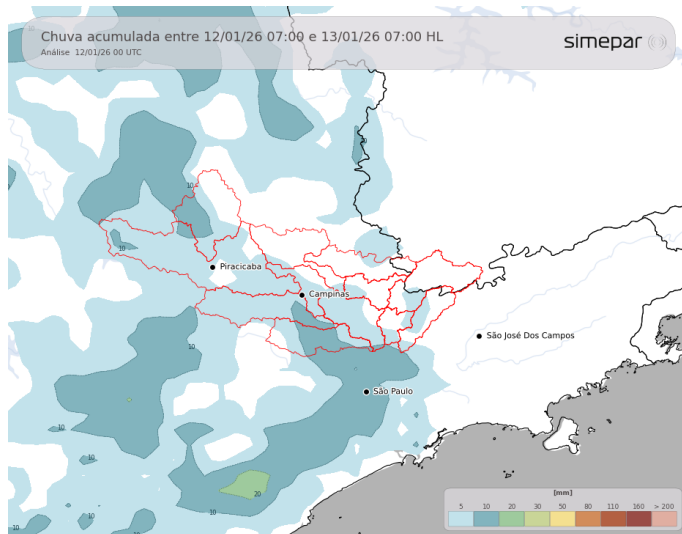 Chuva acumulada entre 12/01/26 07:00 e 13/01/26 07:00 HL
Análise 12/01/26 00 UTC
simepar
10
10
10
Piracicaba
Campinas
São José Dos Campos
10
São Paulo
10
10
20
10
10
10
10
[mm]
5 10 20 30 50 80 110 160 > 200